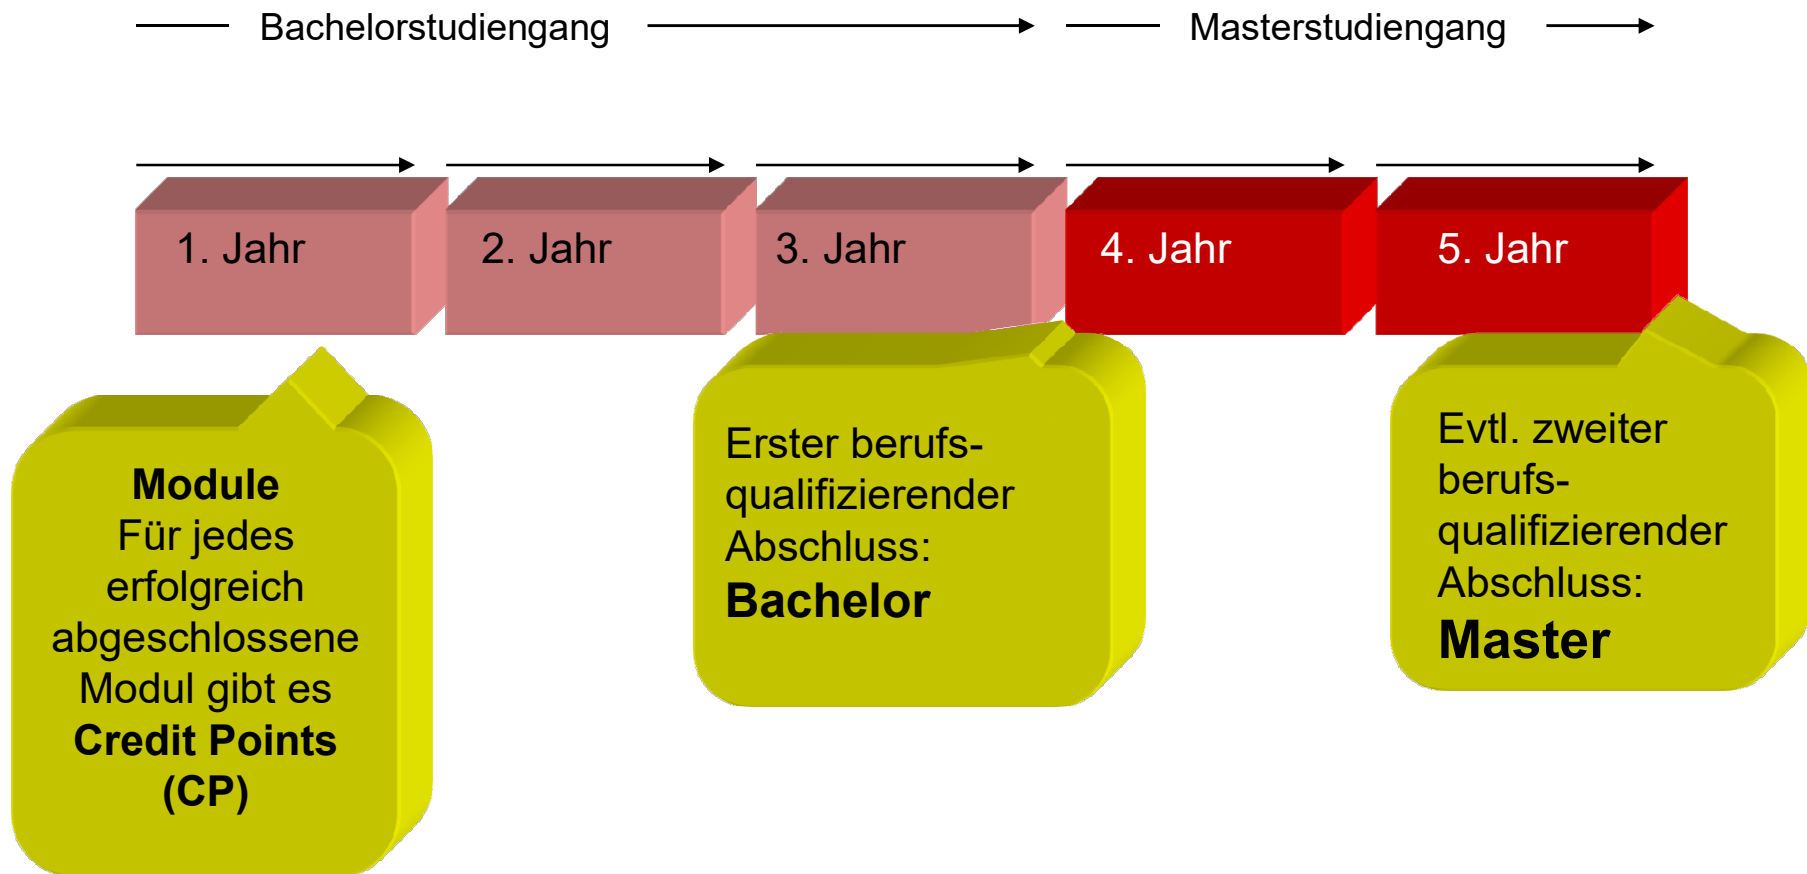 Bachelorstudiengang
Masterstudiengang
1. Jahr
2. Jahr
3. Jahr
4. Jahr
5. Jahr
Module
Für jedes
erfolgreich
abgeschlossene
Modul gibt es
Credit Points
(CP)
Erster berufs-
qualifizierender
Abschluss:
Bachelor
Evtl. zweiter
berufs-
qualifizierender
Abschluss:
Master